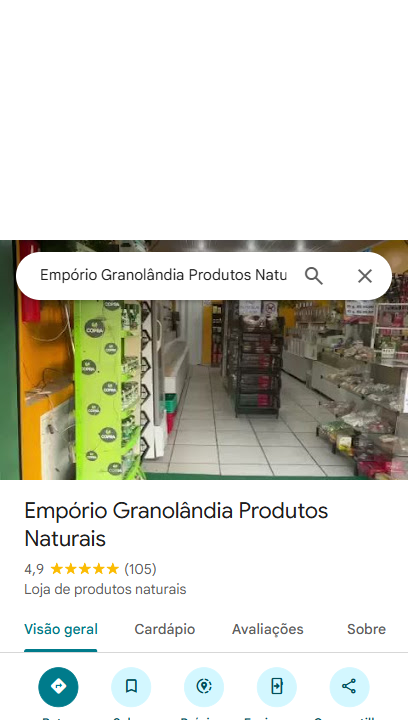 Empório Granolândia Produtos Natu
Empório Granolândia Produtos
Naturais
4,9 (105)
Loja de produtos naturais
Visão geral Cardápio Avaliações Sobre